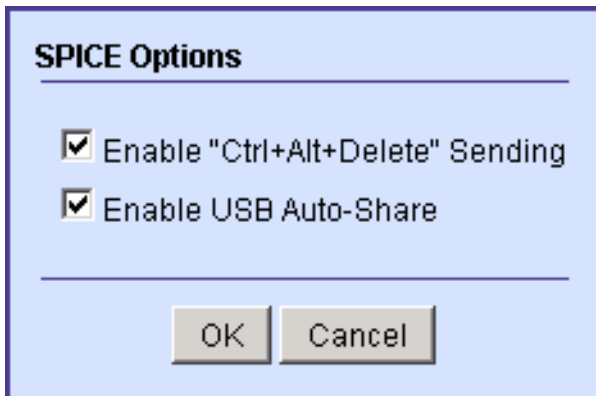 SPICE Options
Enable "Ctrl+Alt+Delete" Sending
Enable USB Auto-Share
OK Cancel